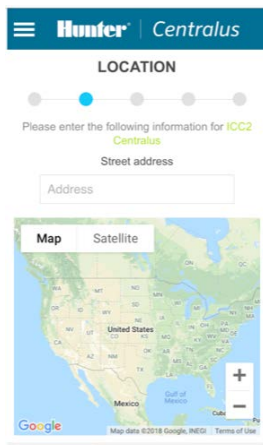 Hunter® | Centralus
LOCATION
Please enter the following information for ICC2
Centralus
Street address
Address
Map Satellite
United States
Mexico
Gulf of
Mexico
Google
Map data ©2018 Google, INEGI Terms of Use